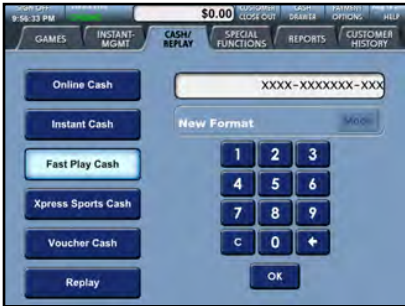 SIGN OFF
9:56:33 PM
$0.00
CUSTOMER CLOSE OUT
CASH DRAWER
PAYMENT OPTIONS
HELP
GAMES
INSTANT-MGMT
CASH/REPLAY
SPECIAL FUNCTIONS
REPORTS
CUSTOMER HISTORY
Online Cash
XXXX-XXXXXXX-XXX
Instant Cash
New Format
Mode
Fast Play Cash
1 2 3
4 5 6
Xpress Sports Cash
7 8 9
Voucher Cash
C 0
Replay
OK